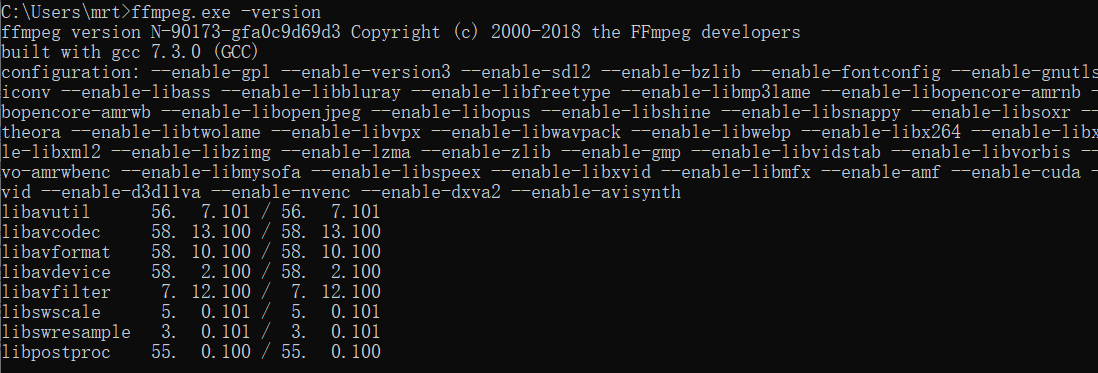 C:\Users\mrt>ffmpeg.exe -version
ffmpeg version N-90173-gfa0c9d69d3 Copyright (c) 2000-2018 the FFmpeg developers
built with gcc 7.3.0 (GCC)
configuration: --enable-gpl --enable-version3 --enable-sdl2 --enable-bzlib --enable-fontconfig --enable-gnutls
iconv --enable-libass --enable-libbluray --enable-libfreetype --enable-libmp3lame --enable-libopencore-amrnb -
bopencore-amrwb --enable-libopenjpeg --enable-libopus --enable-libshine --enable-libsnappy --enable-libsoxr --
theora --enable-libtwolame --enable-libvpx --enable-libwavpack --enable-libwebp --enable-libx264 --enable-libx
le-libxml2 --enable-libzimg --enable-lzma --enable-zlib --enable-gmp --enable-libvidstab --enable-libvorbis --
vo-amrwbenc --enable-libmysofa --enable-libspeex --enable-libxvid --enable-libmfx --enable-amf --enable-cuda -
vid --enable-d3d11va --enable-nvenc --enable-dxva2 --enable-avisynth
libavutil      56.  7.101 / 56.  7.101
libavcodec     58. 13.100 / 58. 13.100
libavformat    58. 10.100 / 58. 10.100
libavdevice    58.  2.100 / 58.  2.100
libavfilter     7. 12.100 /  7. 12.100
libswscale      5.  0.101 /  5.  0.101
libswresample   3.  0.101 /  3.  0.101
libpostproc    55.  0.100 / 55.  0.100